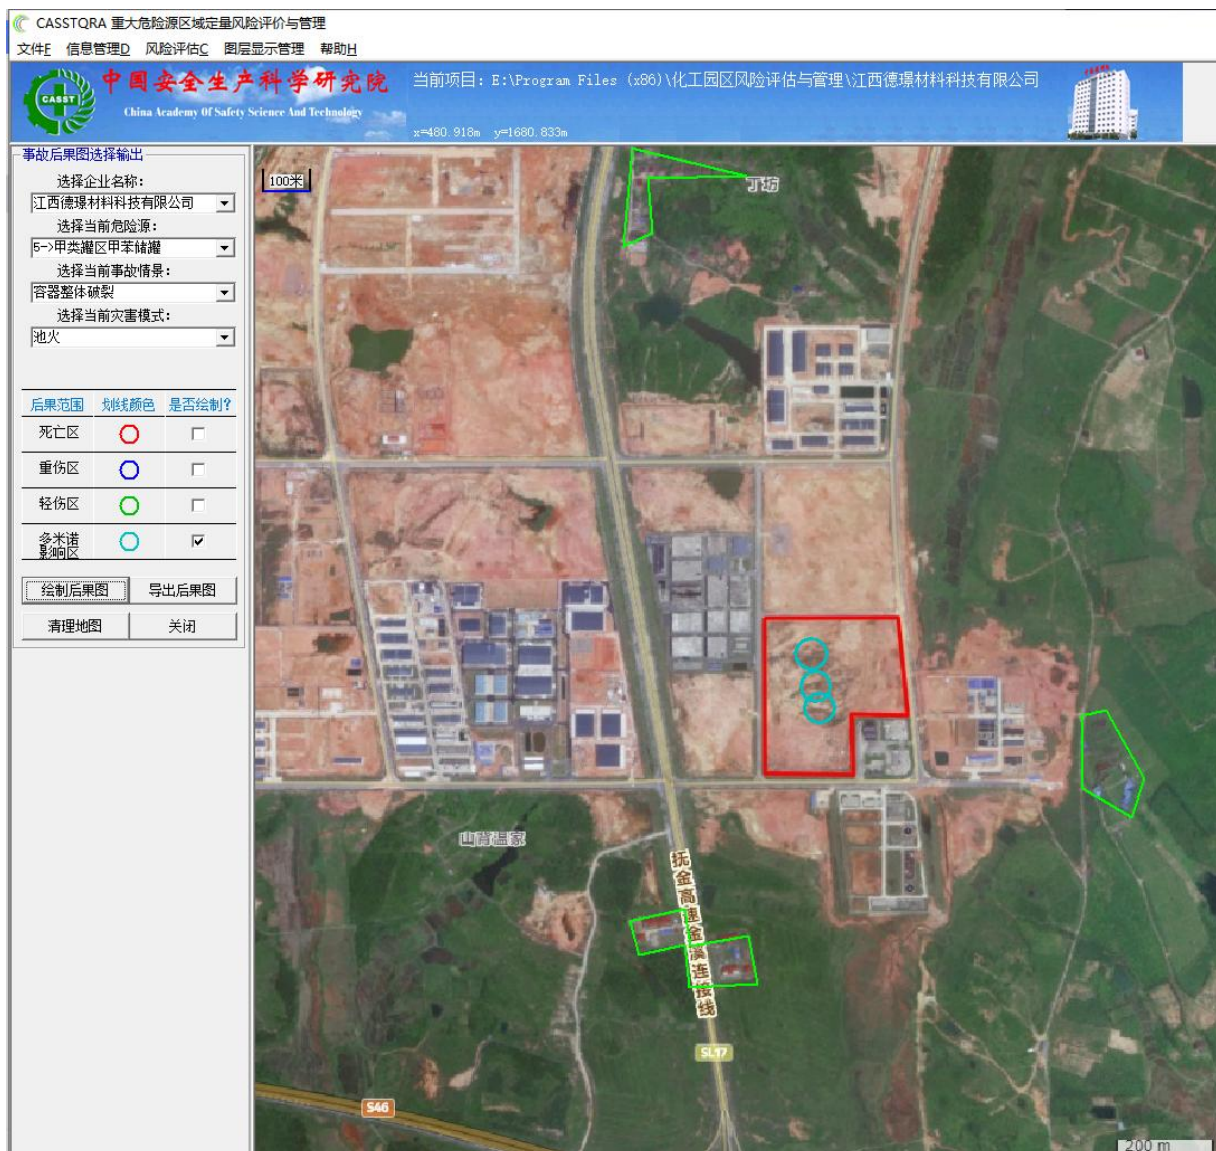 CASSTQRA 重大危险源区域定量风险评价与管理
文件F 信息管理D 风险评估C 图层显示管理 帮助H
CASST
中国安全生产科学研究院
China Academy Of Safety Science And Technology
当前项目：E:\Program Files (x86)\化工园区风险评估与管理\江西德璟材料科技有限公司
x=480.918m y=1680.833m
事故后果图选择输出
选择企业名称：
江西德璟材料科技有限公司
选择当前危险源：
5->甲类罐区甲苯储罐
选择当前事故情景：
容器整体破裂
选择当前灾害模式：
池火
后果范围 划线颜色 是否绘制?
死亡区
重伤区
轻伤区
多米诺
影响区
绘制后果图 导出后果图
清理地图 关闭
100米
丁坊
山背温家
抚金高速金溪连接线
SL17
S46
200 m